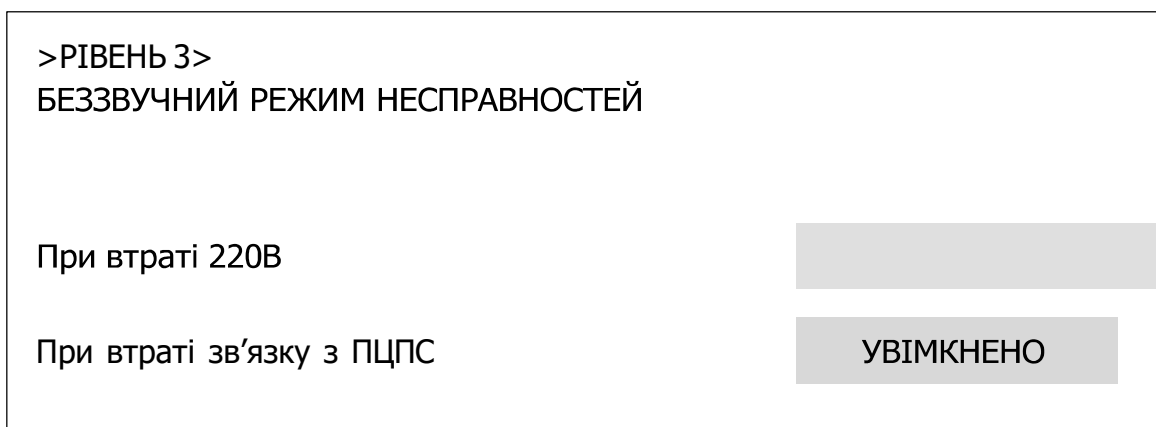 >РІВЕНЬ 3>
БЕЗЗВУЧНИЙ РЕЖИМ НЕСПРАВНОСТЕЙ
При втраті 220В
При втраті зв’язку з ПЦПС УВІМКНЕНО